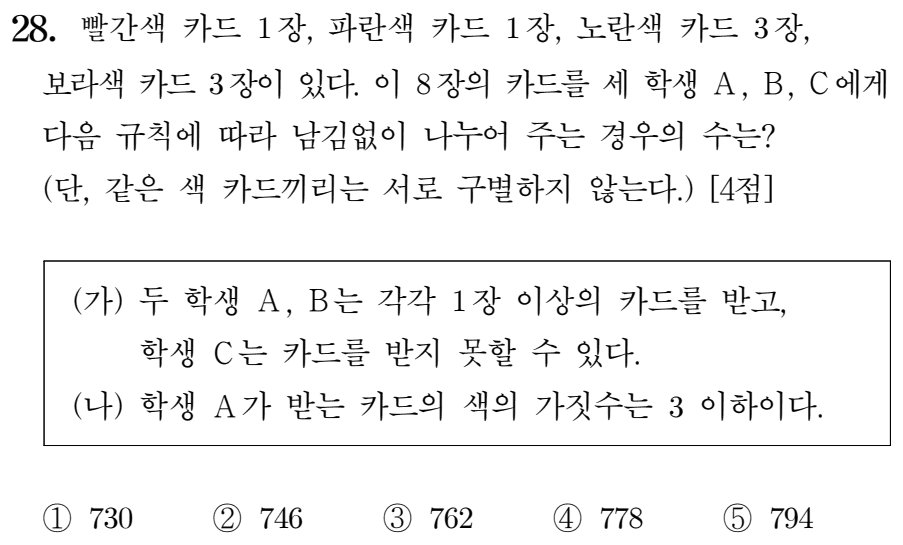 28. 빨간색 카드 1장, 파란색 카드 1장, 노란색 카드 3장,
보라색 카드 3장이 있다. 이 8장의 카드를 세 학생 A, B, C에게
다음 규칙에 따라 남김없이 나누어 주는 경우의 수는?
(단, 같은 색 카드끼리는 서로 구별하지 않는다.) [4점]
(가) 두 학생 A, B는 각각 1장 이상의 카드를 받고,
학생 C는 카드를 받지 못할 수 있다.
(나) 학생 A가 받는 카드의 색의 가짓수는 3 이하이다.
① 730 ② 746 ③ 762 ④ 778 ⑤ 794